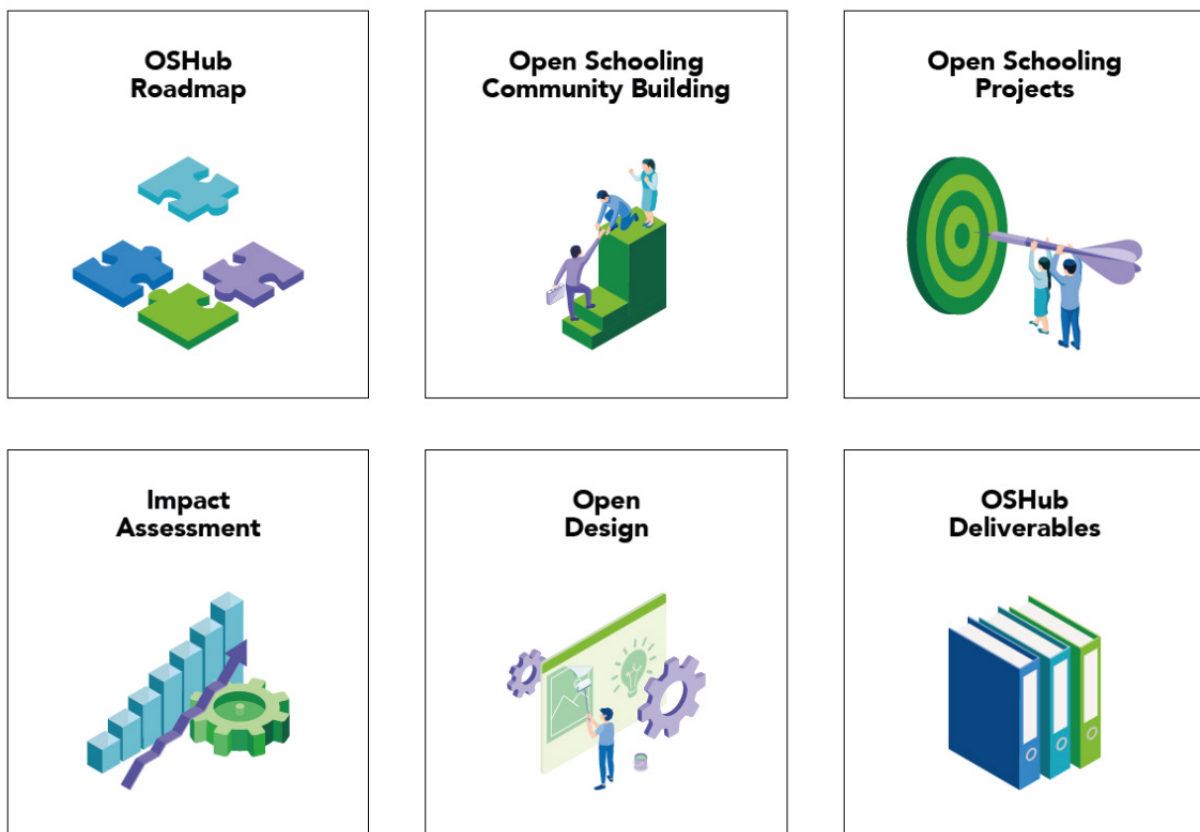 OSHub
Roadmap
Open Schooling
Community Building
Open Schooling
Projects
Impact
Assessment
Open
Design
OSHub
Deliverables